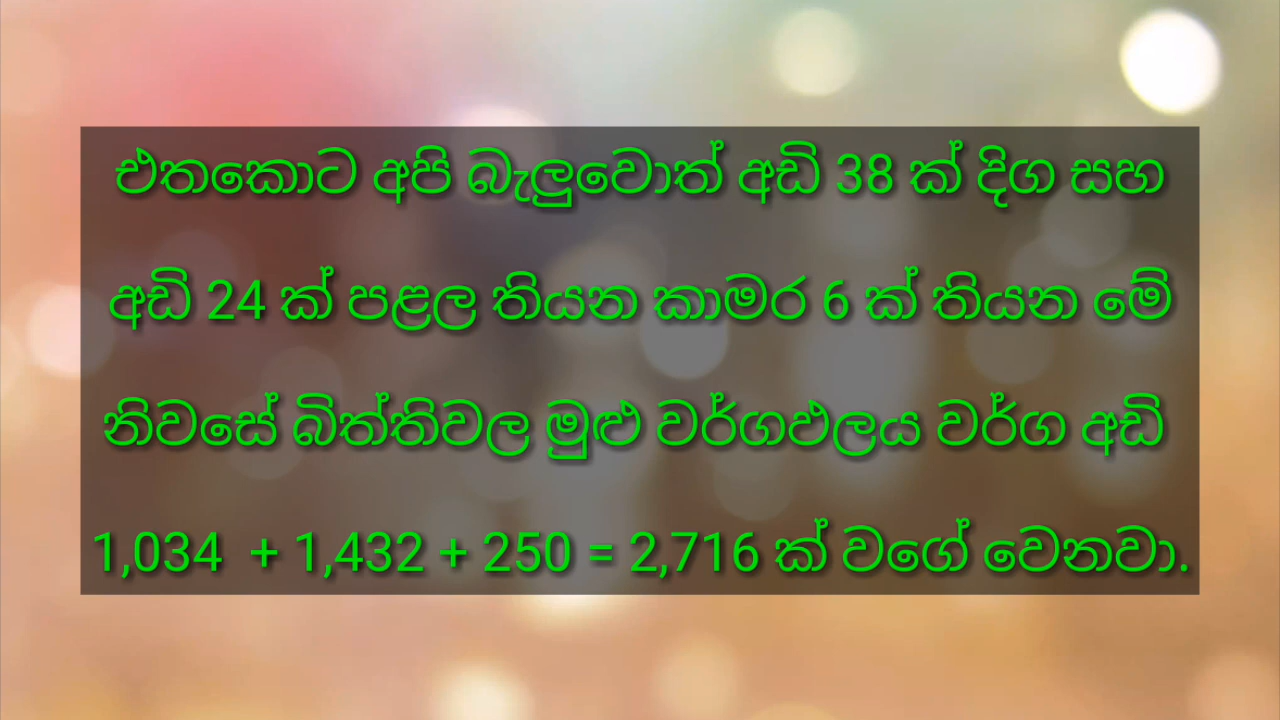 එතකොට අපි බැලුවොත් අඩි 38 ක් දිග සහ
අඩි 24 ක් පළල තියන කාමර 6 ක් තියන මේ
නිවසේ බිත්තිවල මුළු වර්ගඵලය වර්ග අඩි
1,034 + 1,432 + 250 = 2,716 ක් වගේ වෙනවා.